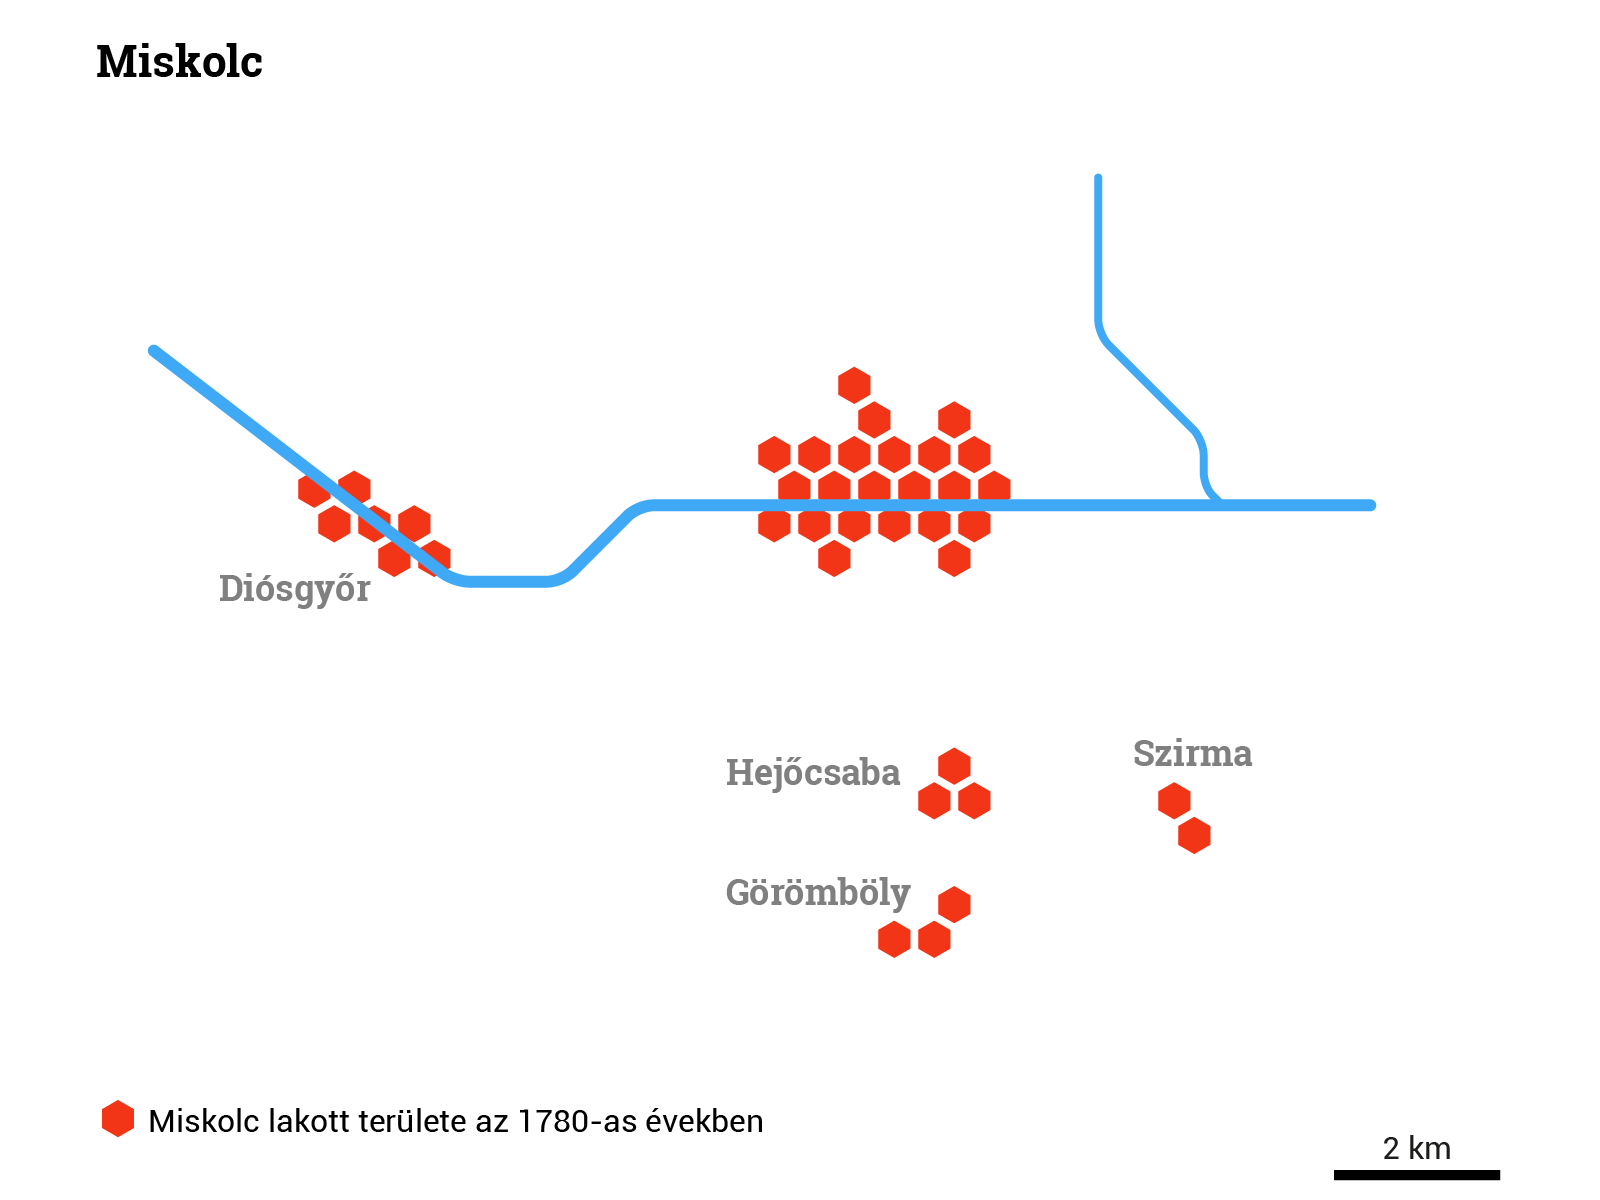 Miskolc
Diósgyőr
Hejőcsaba
Szirma
Görömböly
Miskolc lakott területe az 1780-as években
2 km